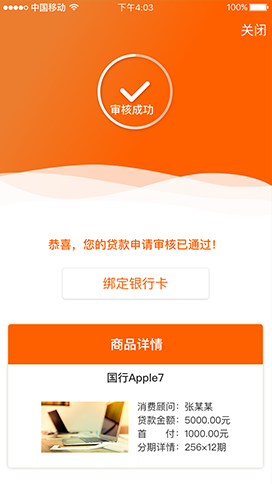 中国移动 下午4:03 100%
关闭
审核成功
恭喜，您的贷款申请审核已通过！
绑定银行卡
商品详情
国行Apple7
消费顾问：张某某
贷款金额：5000.00元
首　　付：1000.00元
分期详情：256×12期